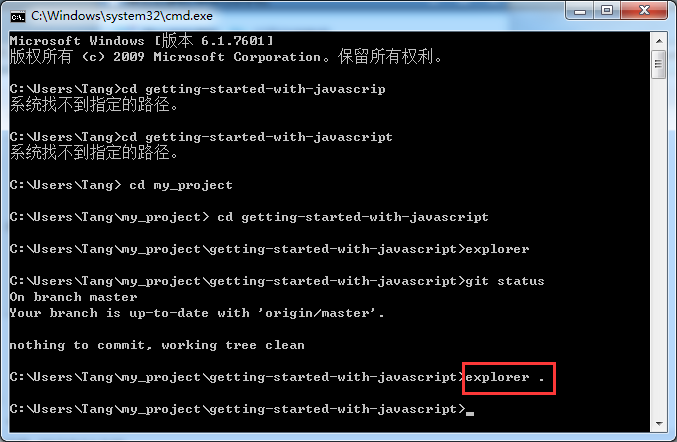 C:\Windows\system32\cmd.exe
Microsoft Windows [版本 6.1.7601]
版权所有 (c) 2009 Microsoft Corporation。保留所有权利。
C:\Users\Tang>cd getting-started-with-javascrip
系统找不到指定的路径。
C:\Users\Tang>cd getting-started-with-javascript
系统找不到指定的路径。
C:\Users\Tang> cd my_project
C:\Users\Tang\my_project> cd getting-started-with-javascript
C:\Users\Tang\my_project\getting-started-with-javascript>explorer
C:\Users\Tang\my_project\getting-started-with-javascript>git status
On branch master
Your branch is up-to-date with 'origin/master'.
nothing to commit, working tree clean
C:\Users\Tang\my_project\getting-started-with-javascript>explorer .
C:\Users\Tang\my_project\getting-started-with-javascript>